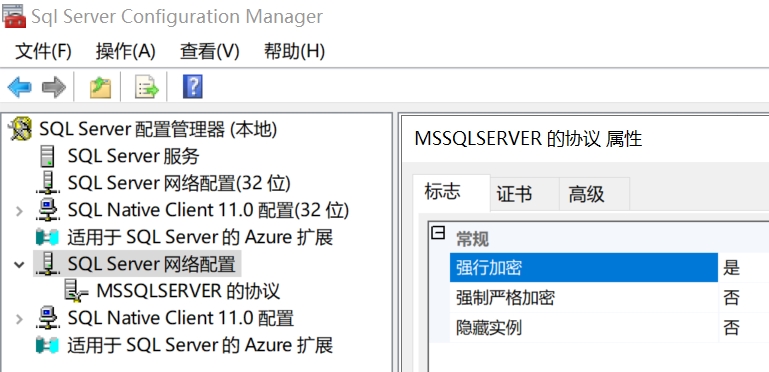 Sql Server Configuration Manager
文件(F) 操作(A) 查看(V) 帮助(H)
SQL Server 配置管理器 (本地)
SQL Server 服务
SQL Server 网络配置(32 位)
SQL Native Client 11.0 配置(32 位)
适用于 SQL Server 的 Azure 扩展
SQL Server 网络配置
MSSQLSERVER 的协议
SQL Native Client 11.0 配置
适用于 SQL Server 的 Azure 扩展
MSSQLSERVER 的协议 属性
标志 证书 高级
常规
强行加密 是
强制严格加密 否
隐藏实例 否